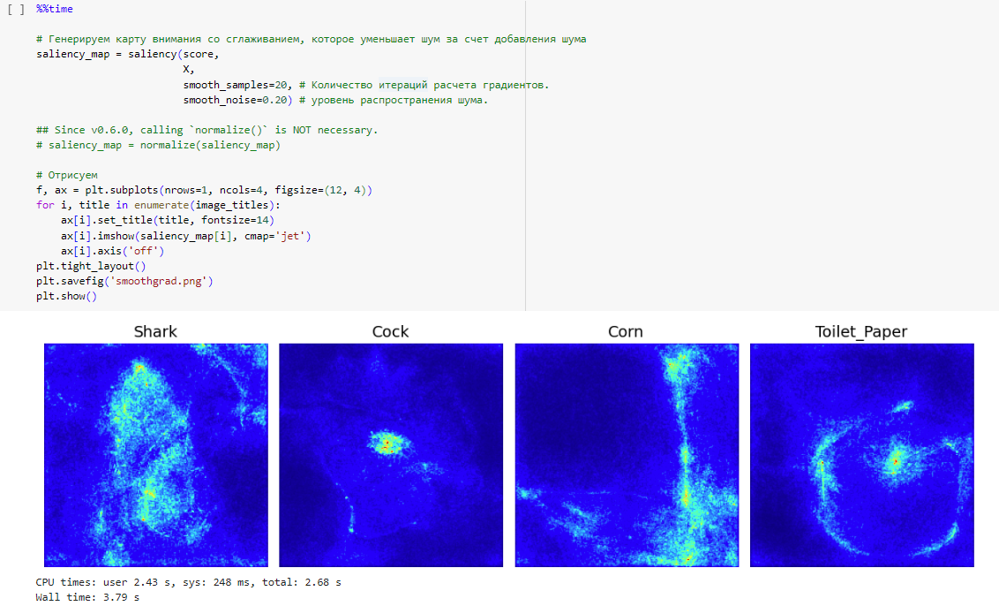 [ ] %%time
# Генерируем карту внимания со сглаживанием, которое уменьшает шум за счет добавления шума
saliency_map = saliency(score,
X,
smooth_samples=20, # Количество итераций расчета градиентов.
smooth_noise=0.20) # уровень распространения шума.
## Since v0.6.0, calling `normalize()` is NOT necessary.
# saliency_map = normalize(saliency_map)
# Отрисуем
f, ax = plt.subplots(nrows=1, ncols=4, figsize=(12, 4))
for i, title in enumerate(image_titles):
ax[i].set_title(title, fontsize=14)
ax[i].imshow(saliency_map[i], cmap='jet')
ax[i].axis('off')
plt.tight_layout()
plt.savefig('smoothgrad.png')
plt.show()
Shark Cock Corn Toilet_Paper
CPU times: user 2.43 s, sys: 248 ms, total: 2.68 s
Wall time: 3.79 s